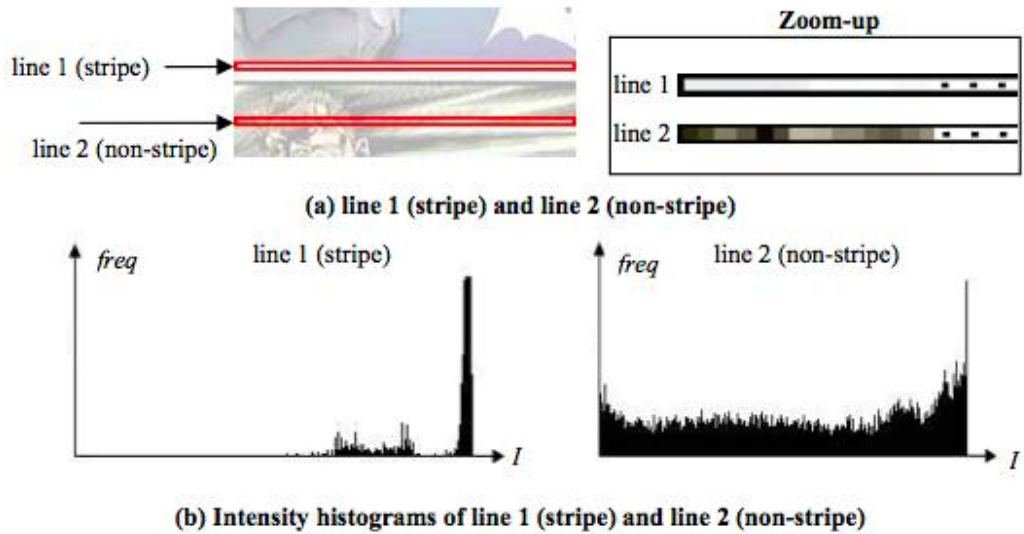 Zoom-up
line 1 (stripe)
line 1
line 2
line 2 (non-stripe)
(a) line 1 (stripe) and line 2 (non-stripe)
freq
line 1 (stripe)
I
freq
line 2 (non-stripe)
I
(b) Intensity histograms of line 1 (stripe) and line 2 (non-stripe)